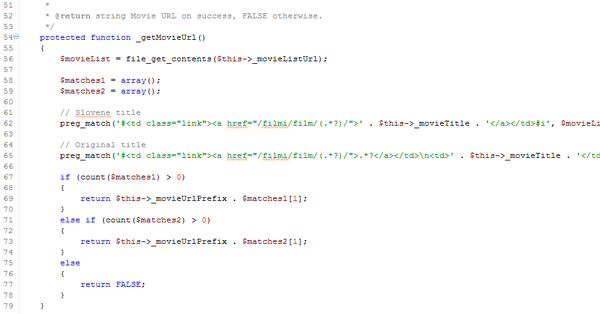 51 *
52 * @return string Movie URL on success, FALSE otherwise.
53 */
54 protected function _getMovieUrl()
55 {
56 $movieList = file_get_contents($this->_movieListUrl);
57
58 $matches1 = array();
59 $matches2 = array();
60
61 // Slovene title
62 preg_match('#<td class="link"><a href="/filmi/film/(.*?)/">' . $this->_movieTitle . '</a></td>#i', $movieLi
63
64 // Original title
65 preg_match('#<td class="link"><a href="/filmi/film/(.*?)/">.*?</a></td>\n<td>' . $this->_movieTitle . '</td
66
67 if (count($matches1) > 0)
68 {
69 return $this->_movieUrlPrefix . $matches1[1];
70 }
71 else if (count($matches2) > 0)
72 {
73 return $this->_movieUrlPrefix . $matches2[1];
74 }
75 else
76 {
77 return FALSE;
78 }
79 }